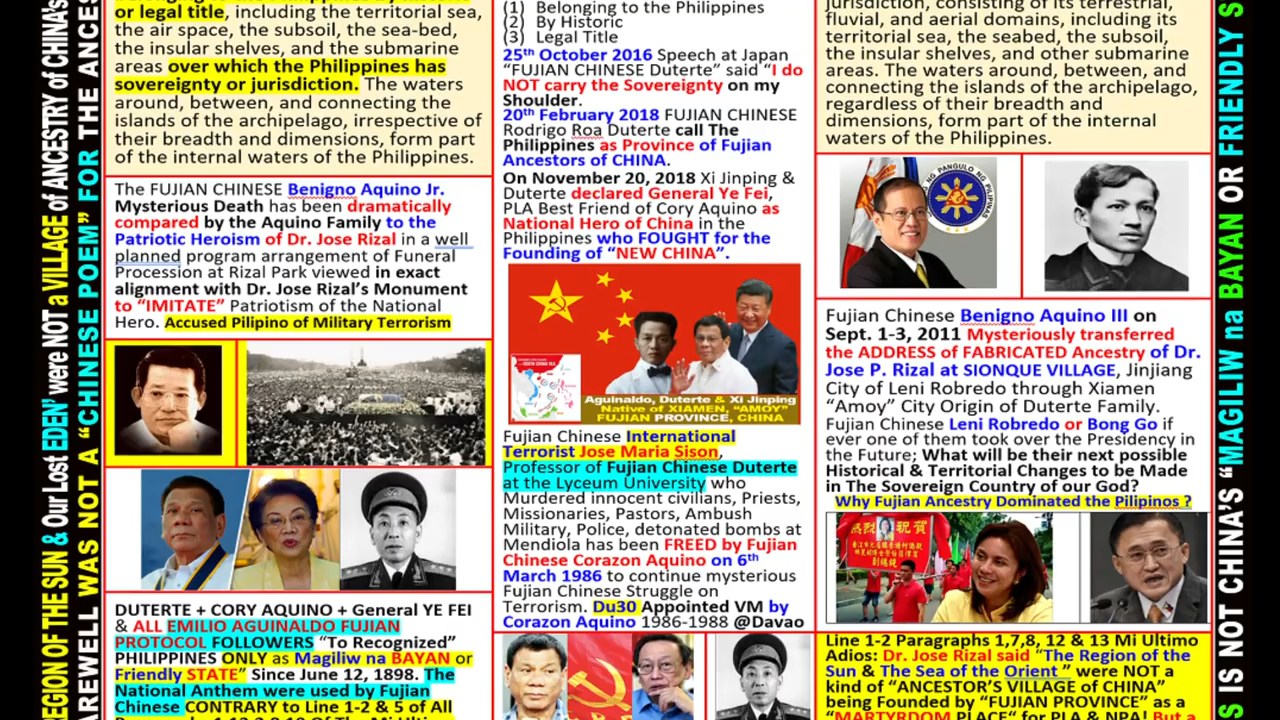 REGION OF THE SUN & Our Lost EDEN' were NOT a VILLAGE of ANCESTRY of CHINA's
AREWELL WAS NOT A “CHINESE POEM” FOR THE ANCES
or legal title, including the territorial sea,
the air space, the subsoil, the sea-bed,
the insular shelves, and the submarine
areas over which the Philippines has
sovereignty or jurisdiction. The waters
around, between, and connecting the
islands of the archipelago, irrespective of
their breadth and dimensions, form part
of the internal waters of the Philippines.
The FUJIAN CHINESE Benigno Aquino Jr.
Mysterious Death has been dramatically
compared by the Aquino Family to the
Patriotic Heroism of Dr. Jose Rizal in a well
planned program arrangement of Funeral
Procession at Rizal Park viewed in exact
alignment with Dr. Jose Rizal’s Monument
to “IMITATE” Patriotism of the National
Hero. Accused Pilipino of Military Terrorism
DUTERTE + CORY AQUINO + General YE FEI
& ALL EMILIO AGUINALDO FUJIAN
PROTOCOL FOLLOWERS “To Recognized”
PHILIPPINES ONLY as Magiliw na BAYAN or
Friendly STATE” Since June 12, 1898. The
National Anthem were used by Fujian
Chinese CONTRARY to Line 1-2 & 5 of All
(1) Belonging to the Philippines
(2) By Historic
(3) Legal Title
25th October 2016 Speech at Japan
“FUJIAN CHINESE Duterte” said “I do
NOT carry the Sovereignty on my
Shoulder.
20th February 2018 FUJIAN CHINESE
Rodrigo Roa Duterte call The
Philippines as Province of Fujian
Ancestors of CHINA.
On November 20, 2018 Xi Jinping &
Duterte declared General Ye Fei,
PLA Best Friend of Cory Aquino as
National Hero of China in the
Philippines who FOUGHT for the
Founding of “NEW CHINA”.
Aguinaldo, Duterte & Xi Jinping
Native of XIAMEN, “AMOY”
FUJIAN PROVINCE, CHINA
Fujian Chinese International
Terrorist Jose Maria Sison,
Professor of Fujian Chinese Duterte
at the Lyceum University who
Murdered innocent civilians, Priests,
Missionaries, Pastors, Ambush
Military, Police, detonated bombs at
Mendiola has been FREED by Fujian
Chinese Corazon Aquino on 6th
March 1986 to continue mysterious
Fujian Chinese Struggle on
Terrorism. Du30 Appointed VM by
Corazon Aquino 1986-1988 @Davao
jurisdiction, consisting of its terrestrial,
fluvial, and aerial domains, including its
territorial sea, the seabed, the subsoil,
the insular shelves, and other submarine
areas. The waters around, between, and
connecting the islands of the archipelago,
regardless of their breadth and
dimensions, form part of the internal
waters of the Philippines.
Fujian Chinese Benigno Aquino III on
Sept. 1-3, 2011 Mysteriously transferred
the ADDRESS of FABRICATED Ancestry of Dr.
Jose P. Rizal at SIONQUE VILLAGE, Jinjiang
City of Leni Robredo through Xiamen
“Amoy” City Origin of Duterte Family.
Fujian Chinese Leni Robredo or Bong Go if
ever one of them took over the Presidency in
the Future; What will be their next possible
Historical & Territorial Changes to be Made
in The Sovereign Country of our God?
Why Fujian Ancestry Dominated the Pilipinos ?
Line 1-2 Paragraphs 1,7,8, 12 & 13 Mi Ultimo
Adios: Dr. Jose Rizal said “The Region of the
Sun & The Sea of the Orient ” were NOT a
kind of “ANCESTOR’S VILLAGE of CHINA”
being Founded by “FUJIAN PROVINCE” as a
“MARTYRDOM PLACE” for PLA & NPA! But a
IS NOT CHINA’S “MAGILIW na BAYAN OR FRIENDLY S